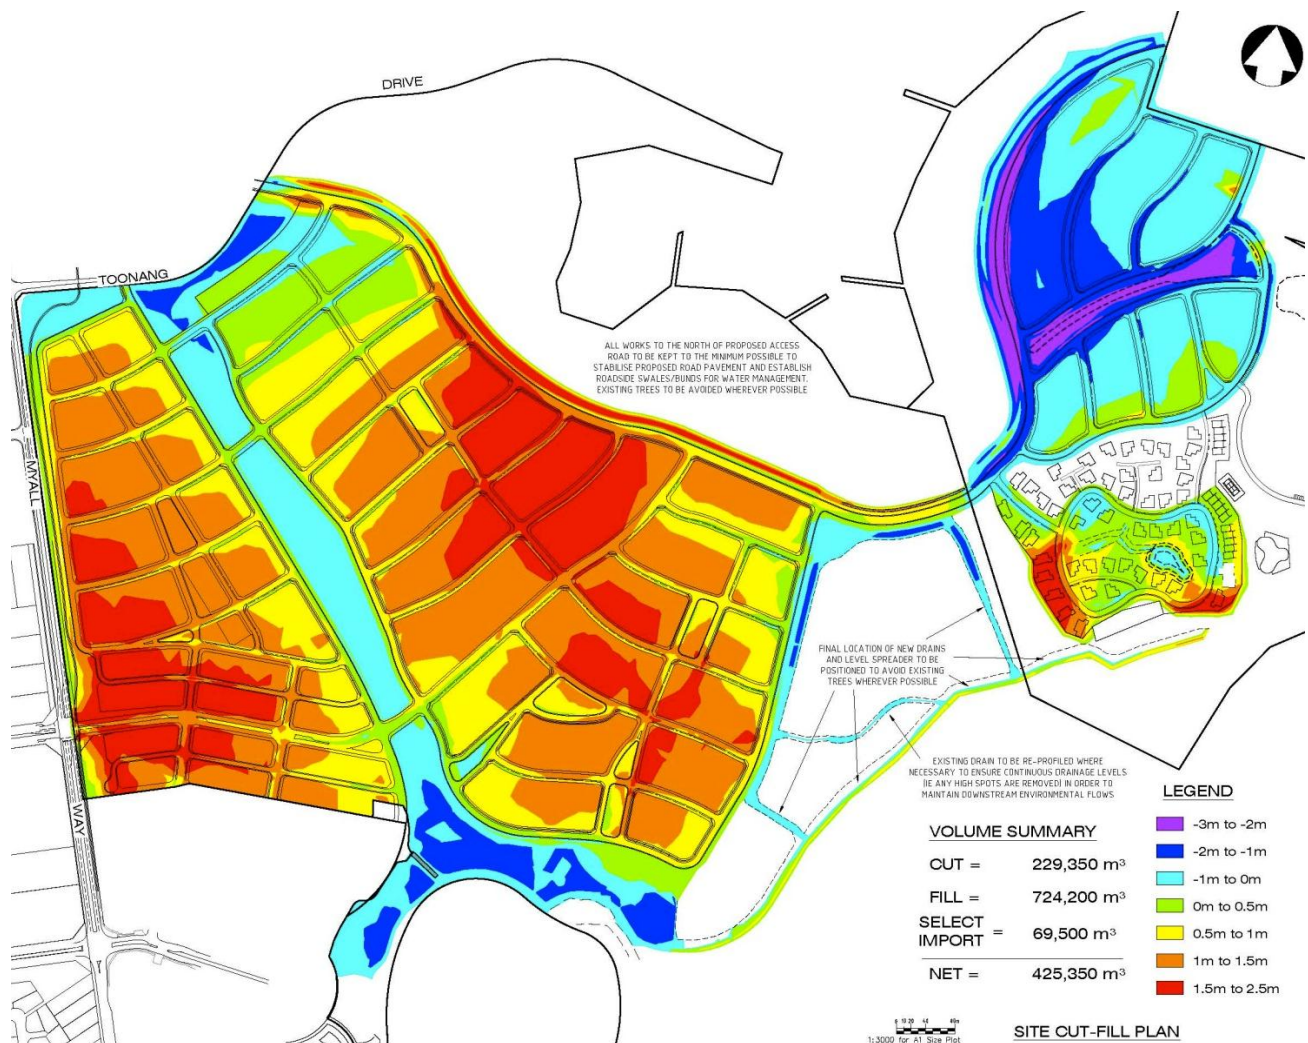 DRIVE
TOONANG
MYALL
WAY
ALL WORKS TO THE NORTH OF PROPOSED ACCESS
ROAD TO BE KEPT TO THE MINIMUM POSSIBLE TO
STABILISE PROPOSED ROAD PAVEMENT AND ESTABLISH
ROADSIDE SWALES/BUNDS FOR WATER MANAGEMENT.
EXISTING TREES TO BE AVOIDED WHEREVER POSSIBLE
FINAL LOCATION OF NEW DRAINS
AND LEVEL SPREADER TO BE
POSITIONED TO AVOID EXISTING
TREES WHEREVER POSSIBLE
EXISTING DRAIN TO BE RE-PROFILED WHERE
NECESSARY TO ENSURE CONTINUOUS DRAINAGE LEVELS
(IE ANY HIGH SPOTS ARE REMOVED) IN ORDER TO
MAINTAIN DOWNSTREAM ENVIRONMENTAL FLOWS
VOLUME SUMMARY
CUT = 229,350 m³
FILL = 724,200 m³
SELECT
IMPORT = 69,500 m³
NET = 425,350 m³
LEGEND
-3m to -2m
-2m to -1m
-1m to 0m
0m to 0.5m
0.5m to 1m
1m to 1.5m
1.5m to 2.5m
1:3000 for A1 Size Plot
SITE CUT-FILL PLAN